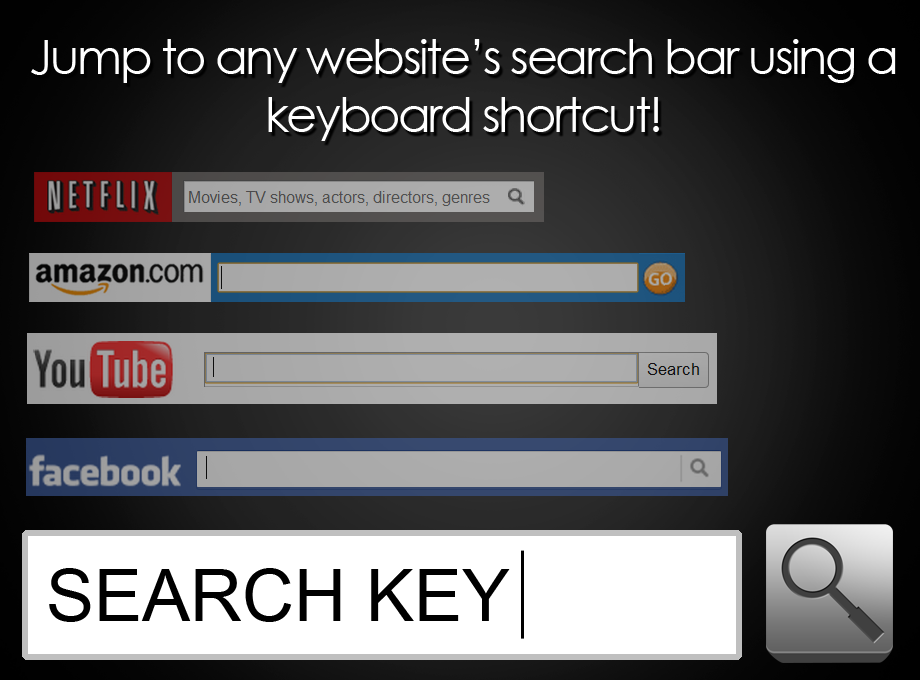 Jump to any website's search bar using a
keyboard shortcut!
NETFLIX Movies, TV shows, actors, directors, genres
amazon.com GO
YouTube Search
facebook
SEARCH KEY